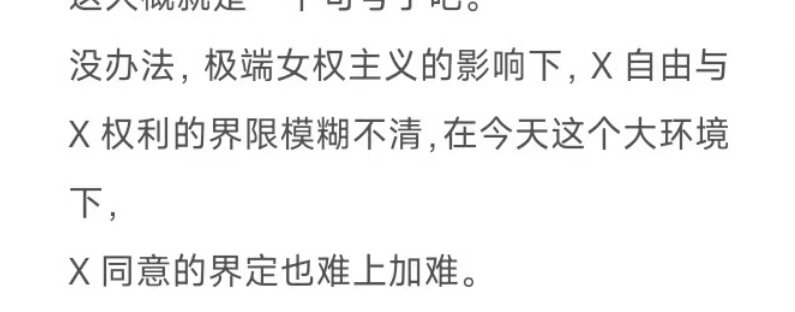 没办法, 极端女权主义的影响下, X 自由与
X 权利的界限模糊不清,在今天这个大环境
下,
X 同意的界定也难上加难。